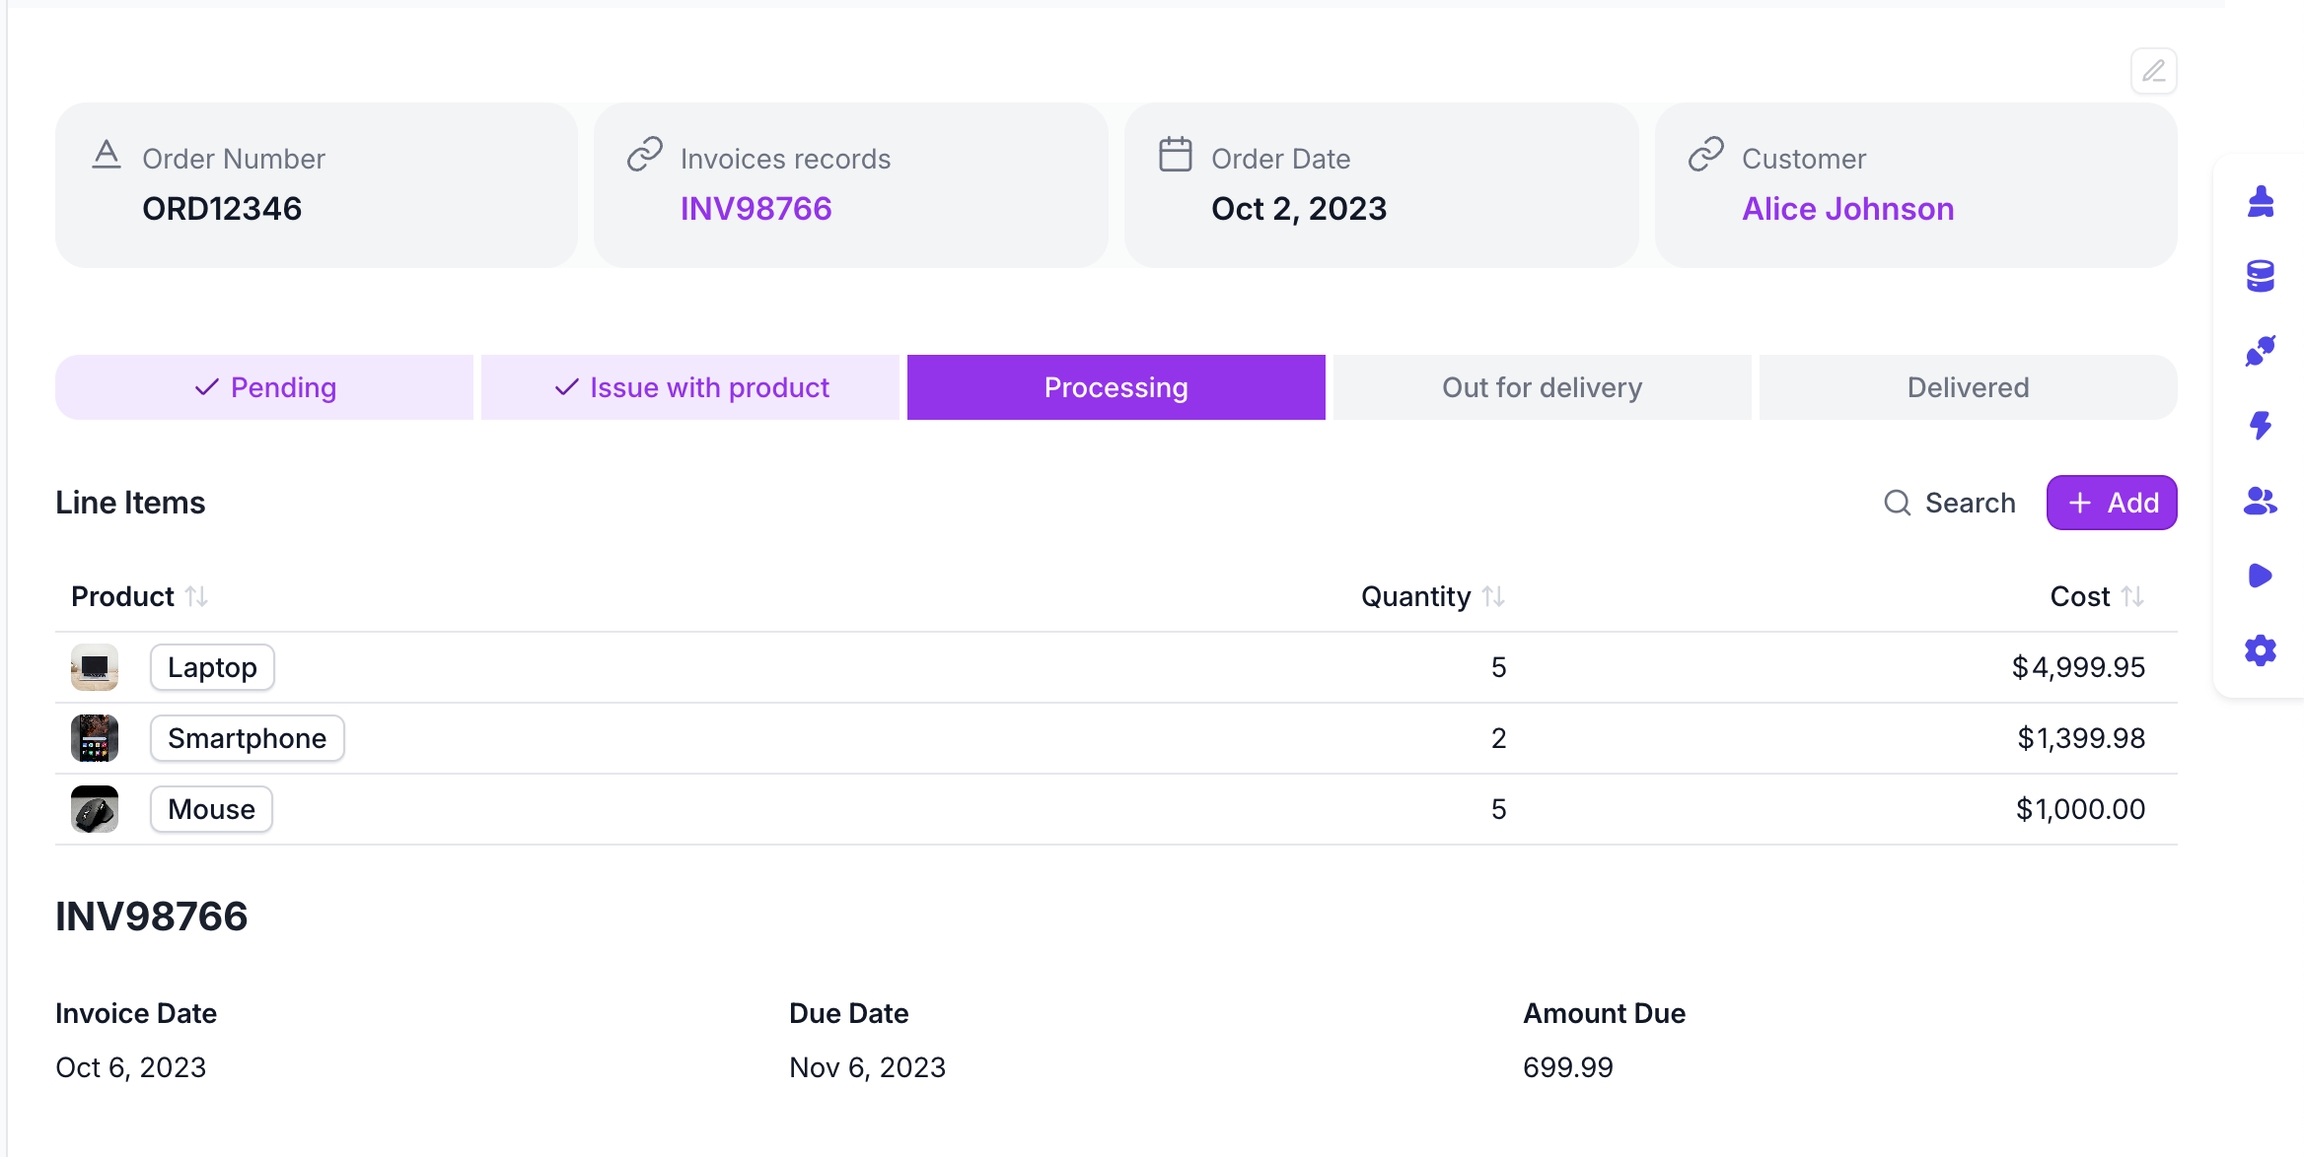 Order Number
ORD12346
Invoices records
INV98766
Order Date
Oct 2, 2023
Customer
Alice Johnson
Pending
Issue with product
Processing
Out for delivery
Delivered
Line Items
Search
Add
Product Quantity Cost
Laptop 5 $4,999.95
Smartphone 2 $1,399.98
Mouse 5 $1,000.00
INV98766
Invoice Date
Oct 6, 2023
Due Date
Nov 6, 2023
Amount Due
699.99